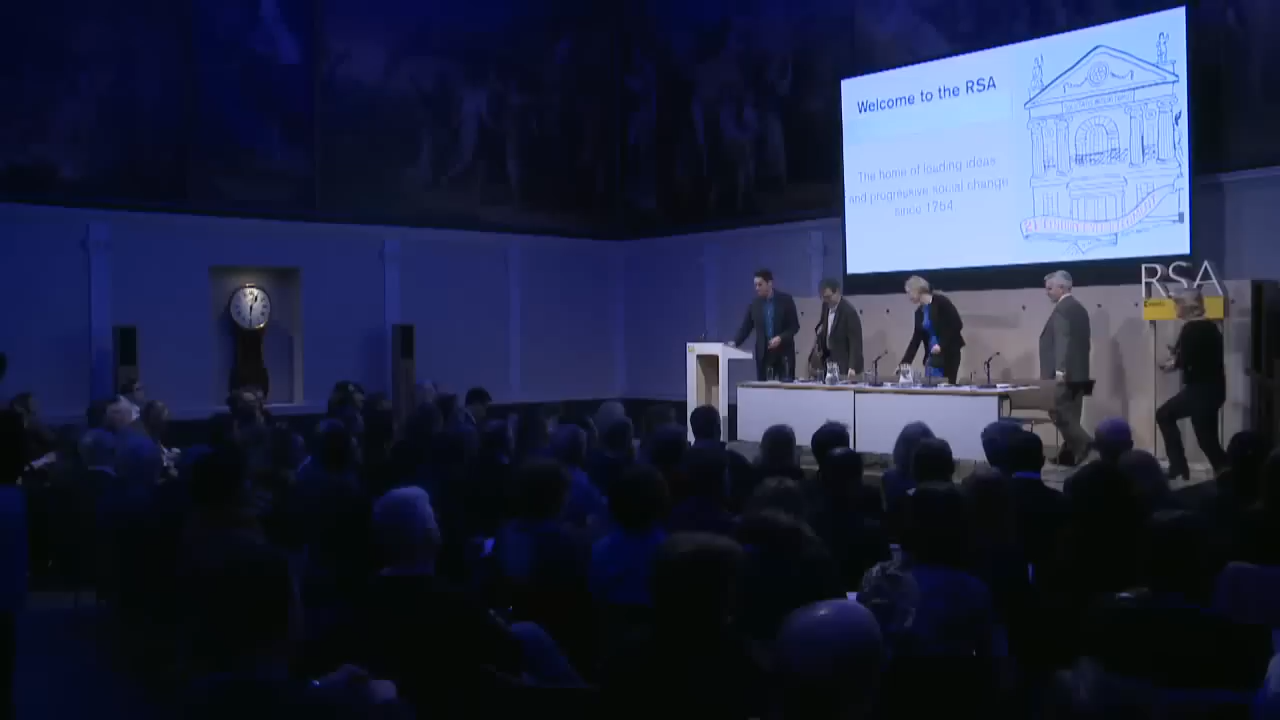 Welcome to the RSA
The home of leading ideas
and progressive social change
since 1754
RSA